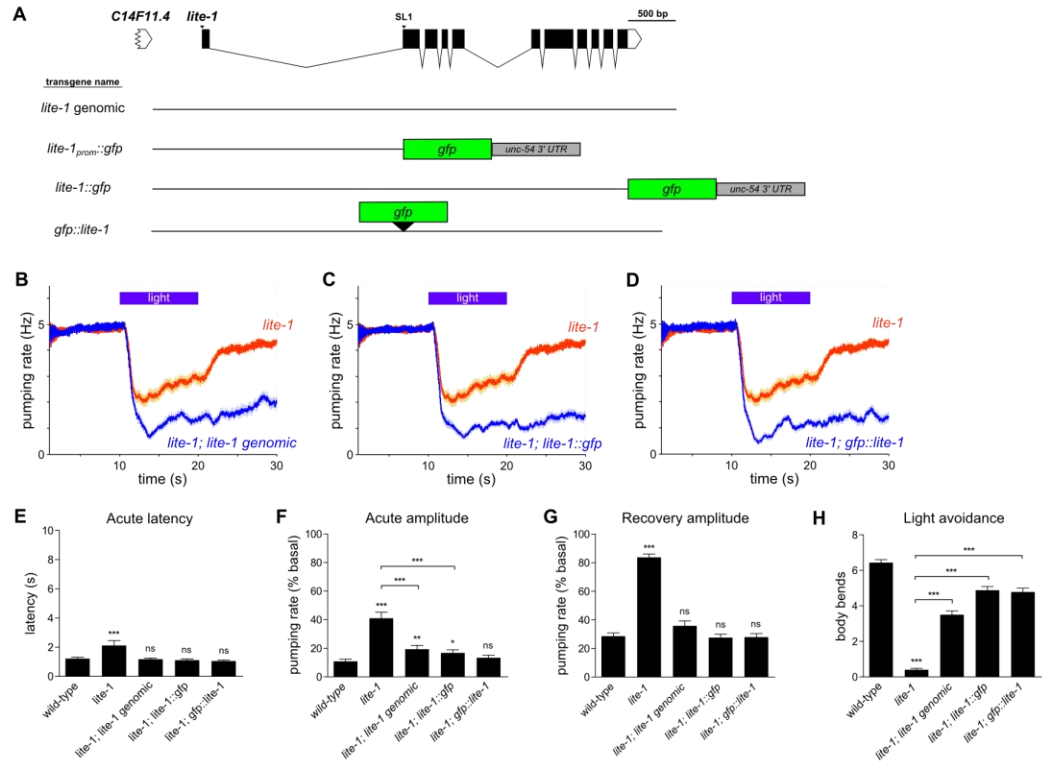 A
C14F11.4 lite-1 SL1 500 bp
transgene name
lite-1 genomic
lite-1prom::gfp gfp unc-54 3' UTR
lite-1::gfp gfp unc-54 3' UTR
gfp
gfp::lite-1
B
light
pumping rate (Hz)
5
0
10 20 30
time (s)
lite-1
lite-1; lite-1 genomic
C
light
pumping rate (Hz)
5
0
10 20 30
time (s)
lite-1
lite-1; lite-1::gfp
D
light
pumping rate (Hz)
5
0
10 20 30
time (s)
lite-1
lite-1; gfp::lite-1
E Acute latency
latency (s)
10
8
6
4
2
0
*** ns ns ns
wild-type
lite-1
lite-1; lite-1 genomic
lite-1; lite-1::gfp
lite-1; gfp::lite-1
F Acute amplitude
pumping rate (% basal)
100
80
60
40
20
0
***
***
*** ** * ns
wild-type
lite-1
lite-1; lite-1 genomic
lite-1; lite-1::gfp
lite-1; gfp::lite-1
G Recovery amplitude
pumping rate (% basal)
100
80
60
40
20
0
*** ns ns ns
wild-type
lite-1
lite-1; lite-1 genomic
lite-1; lite-1::gfp
lite-1; gfp::lite-1
H Light avoidance
body bends
8
6
4
2
0
***
***
***
***
wild-type
lite-1
lite-1; lite-1 genomic
lite-1; lite-1::gfp
lite-1; gfp::lite-1